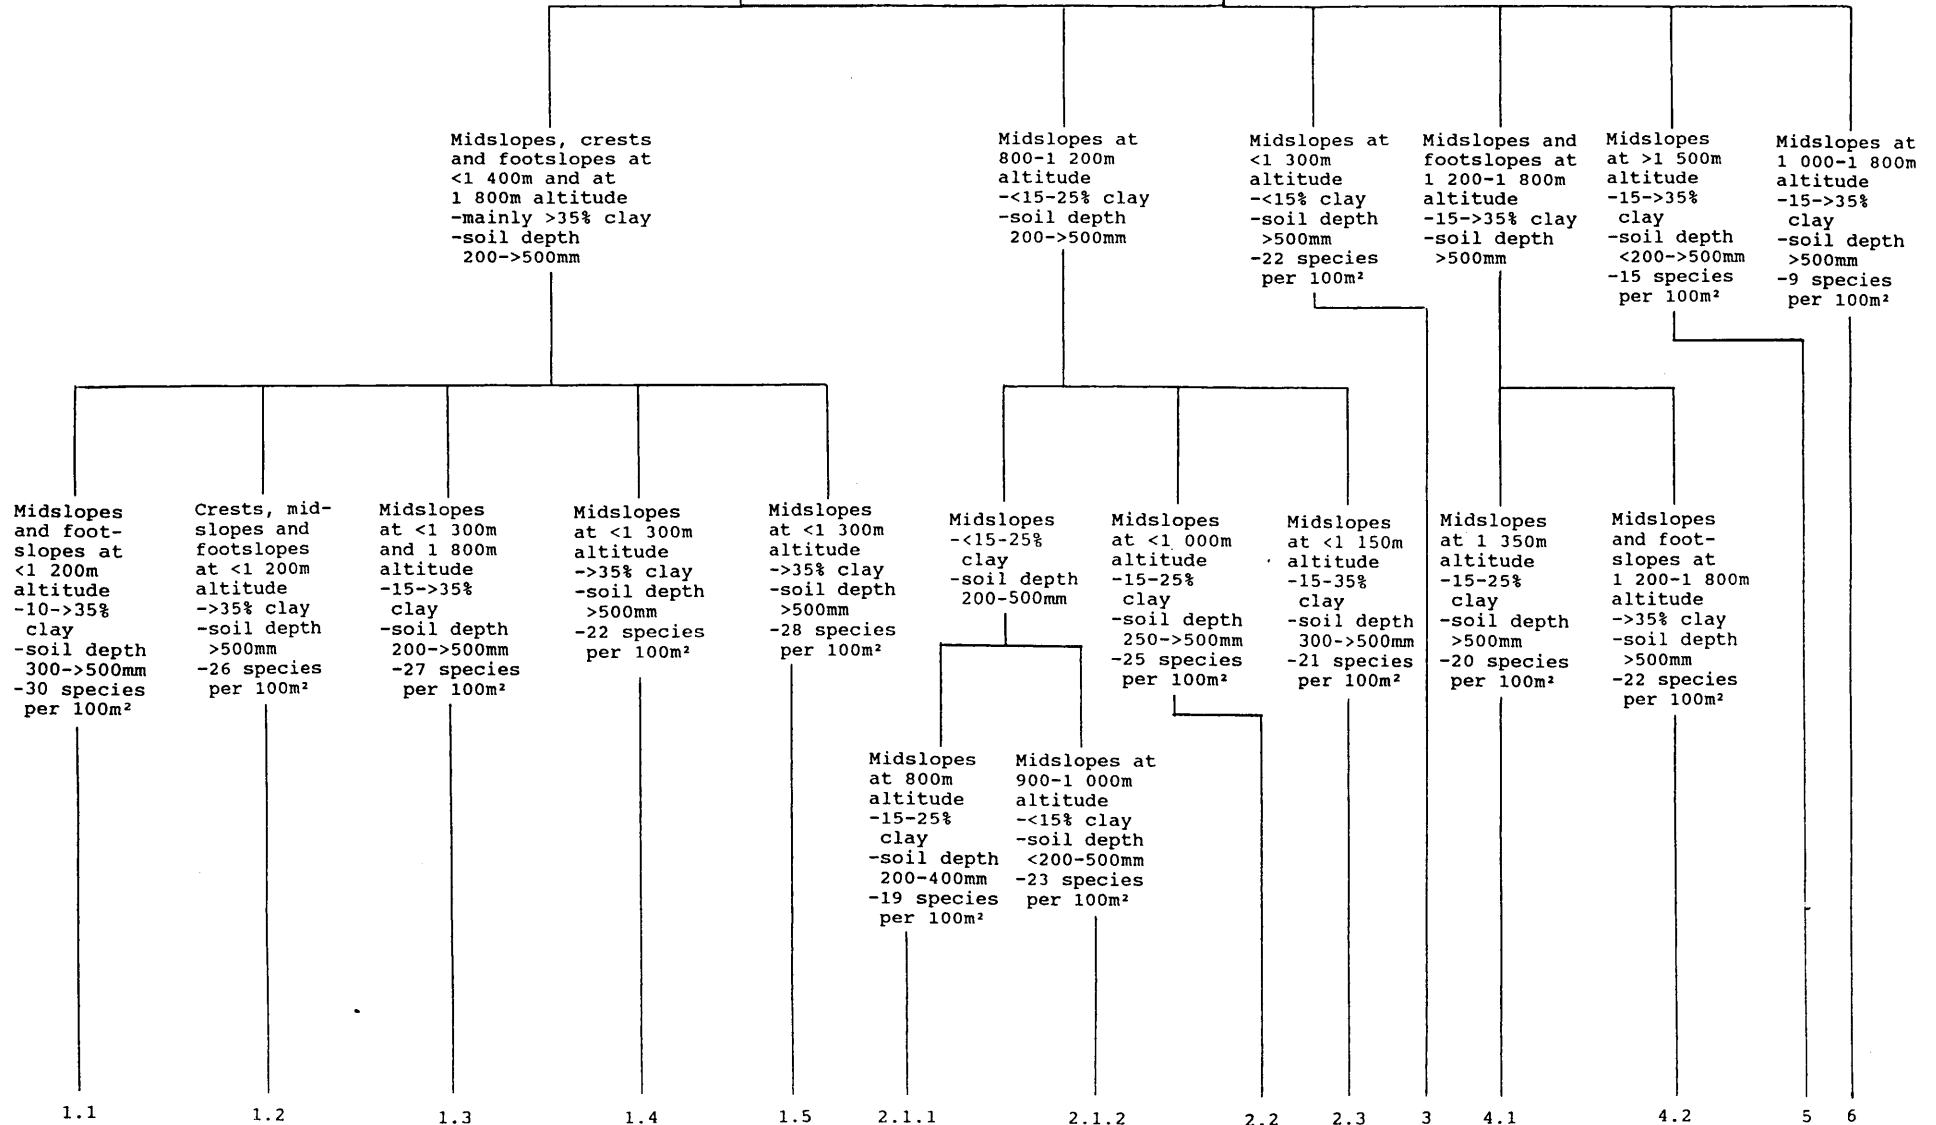 Midslopes, crests
and footslopes at
<1 400m and at
1 800m altitude
-mainly >35% clay
-soil depth
200->500mm
Midslopes at
800-1 200m
altitude
-<15-25% clay
-soil depth
200->500mm
Midslopes at
<1 300m
altitude
-<15% clay
-soil depth
>500mm
-22 species
per 100m²
Midslopes and
footslopes at
1 200-1 800m
altitude
-15->35% clay
-soil depth
>500mm
Midslopes
at >1 500m
altitude
-15->35%
clay
-soil depth
<200->500mm
-15 species
per 100m²
Midslopes at
1 000-1 800m
altitude
-15->35%
clay
-soil depth
>500mm
-9 species
per 100m²
Midslopes
and foot-
slopes at
<1 200m
altitude
-10->35%
clay
-soil depth
300->500mm
-30 species
per 100m²
Crests, mid-
slopes and
footslopes
at <1 200m
altitude
->35% clay
-soil depth
>500mm
-26 species
per 100m²
Midslopes
at <1 300m
and 1 800m
altitude
-15->35%
clay
-soil depth
200->500mm
-27 species
per 100m²
Midslopes
at <1 300m
altitude
->35% clay
-soil depth
>500mm
-22 species
per 100m²
Midslopes
at <1 300m
altitude
->35% clay
-soil depth
>500mm
-28 species
per 100m²
Midslopes
-<15-25%
clay
-soil depth
200-500mm
Midslopes
at <1 000m
altitude
-15-25%
clay
-soil depth
250->500mm
-25 species
per 100m²
Midslopes
at <1 150m
altitude
-15-35%
clay
-soil depth
300->500mm
-21 species
per 100m²
Midslopes
at 1 350m
altitude
-15-25%
clay
-soil depth
>500mm
-20 species
per 100m²
Midslopes
and foot-
slopes at
1 200-1 800m
altitude
->35% clay
-soil depth
>500mm
-22 species
per 100m²
Midslopes
at 800m
altitude
-15-25%
clay
-soil depth
200-400mm
-19 species
per 100m²
Midslopes at
900-1 000m
altitude
-<15% clay
-soil depth
<200-500mm
-23 species
per 100m²
1.1 1.2 1.3 1.4 1.5 2.1.1 2.1.2 2.2 2.3 3 4.1 4.2 5 6